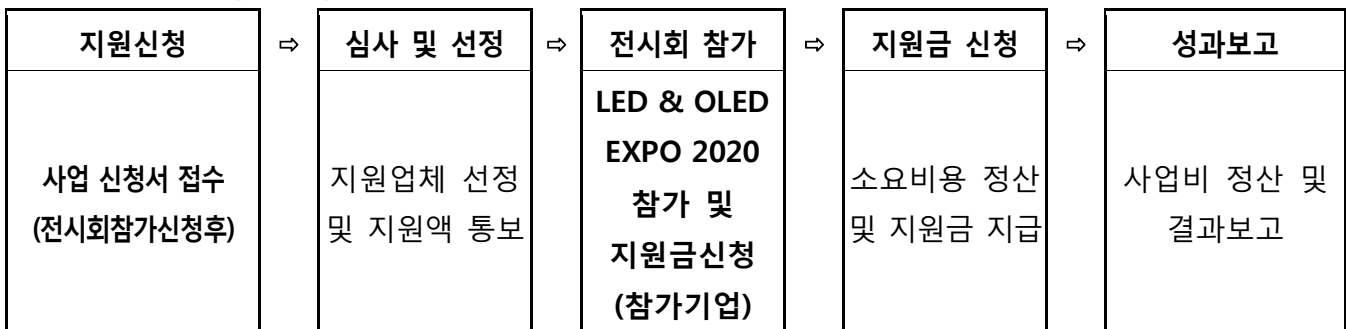 지원신청 ⇨ 심사 및 선정 ⇨ 전시회 참가 ⇨ 지원금 신청 ⇨ 성과보고
사업 신청서 접수
(전시회참가신청후)
지원업체 선정
및 지원액 통보
LED & OLED
EXPO 2020
참가 및
지원금신청
(참가기업)
소요비용 정산
및 지원금 지급
사업비 정산 및
결과보고